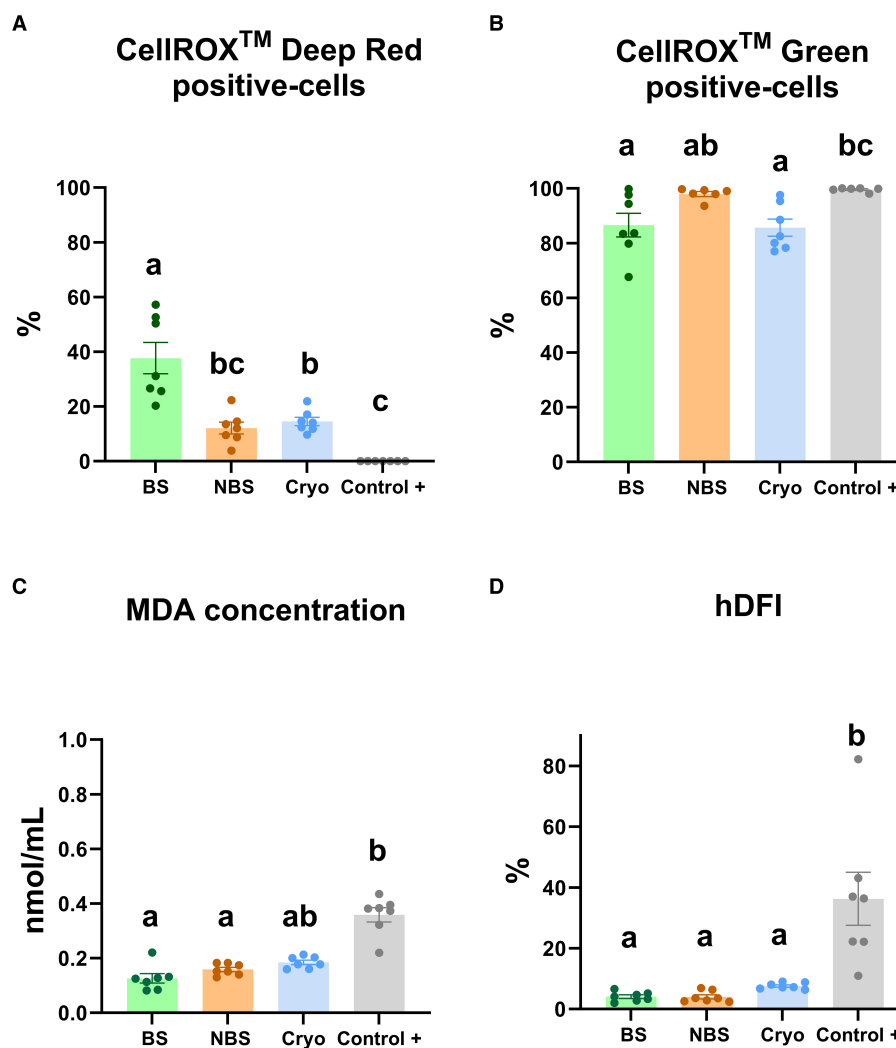 A
CellROX™ Deep Red
positive-cells
100
80
60
40
20
0
%
a
bc
b
c
BS NBS Cryo Control +
B
CellROX™ Green
positive-cells
100
80
60
40
20
0
%
a
ab
a
bc
BS NBS Cryo Control +
C
MDA concentration
1.0
0.8
0.6
0.4
0.2
0.0
nmol/mL
a
a
ab
b
BS NBS Cryo Control +
D
hDFI
80
60
40
20
0
%
a
a
a
b
BS NBS Cryo Control +